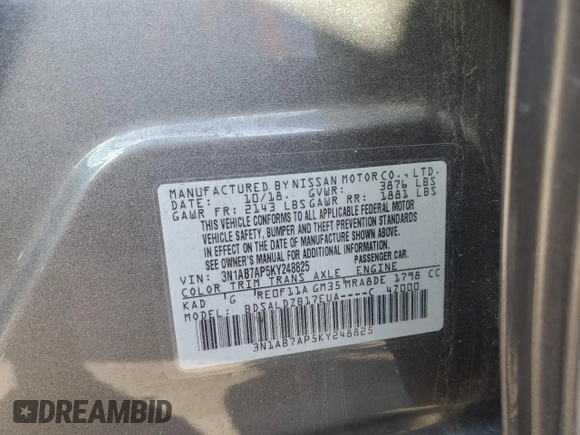 MANUFACTURED BY NISSAN MOTOR CO., LTD.
DATE: 10/18. GVWR: 3876 LBS
GAWR FR: 2143 LBS GAWR RR: 1881 LBS
THIS VEHICLE CONFORMS TO ALL APPLICABLE FEDERAL MOTOR
VEHICLE SAFETY, BUMPER AND THEFT PREVENTION STANDARDS
IN EFFECT ON THE DATE OF MANUFACTURE SHOWN ABOVE.
SEE OWNER'S MANUAL FOR ADDITIONAL INFORMATION.
VIN: 3N1AB7AP5KY248825 PASSENGER CAR.
COLOR TRIM TRANS AXLE ENGINE
KAD G RE0F11A GM35 MRA8DE 1798 CC
MODEL: BDSALDZB17EUA----C 4Z000
3N1AB7AP5KY248825
DREAMBID